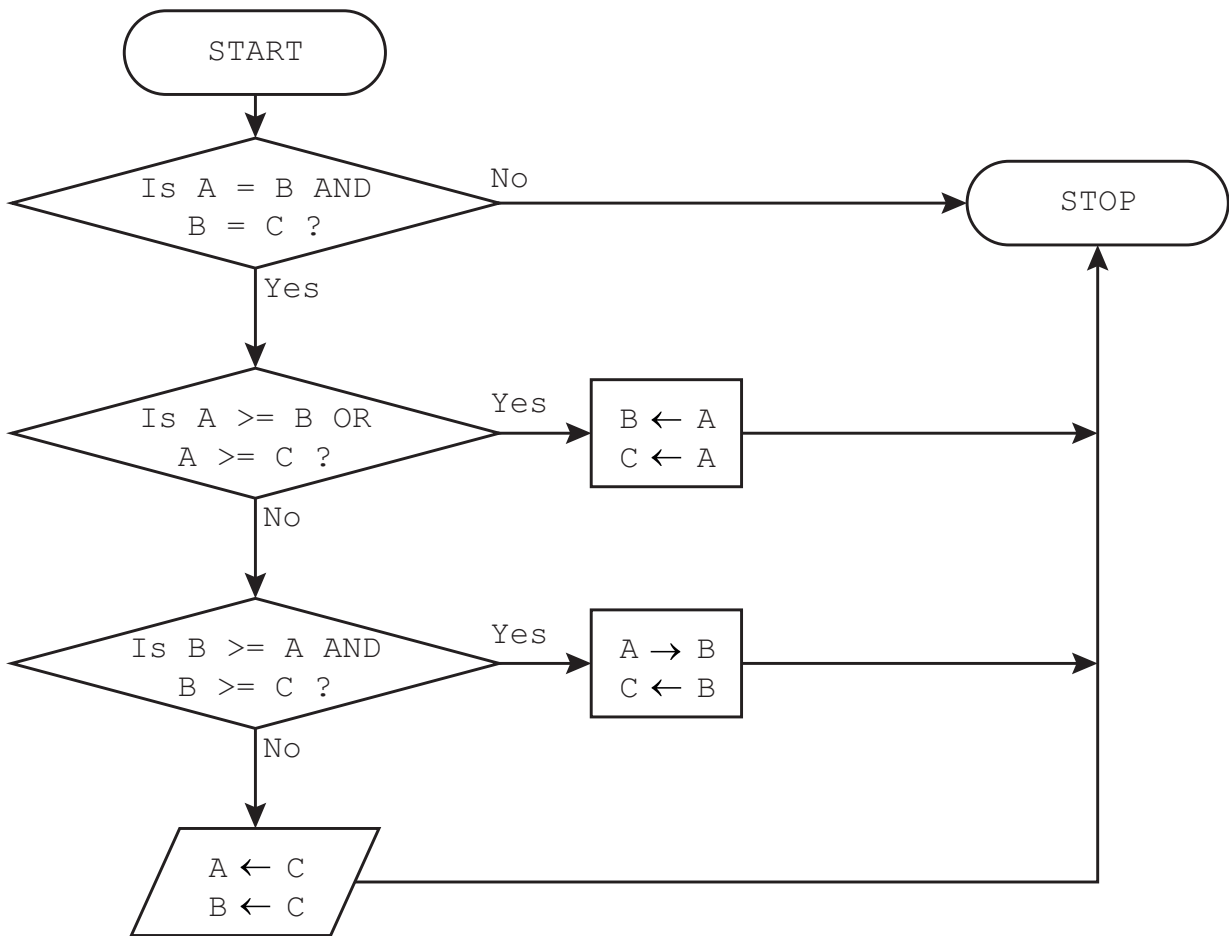 START
Is A = B AND
B = C ?
No
STOP
Yes
Is A >= B OR
A >= C ?
Yes
B ← A
C ← A
No
Is B >= A AND
B >= C ?
Yes
A → B
C ← B
No
A ← C
B ← C